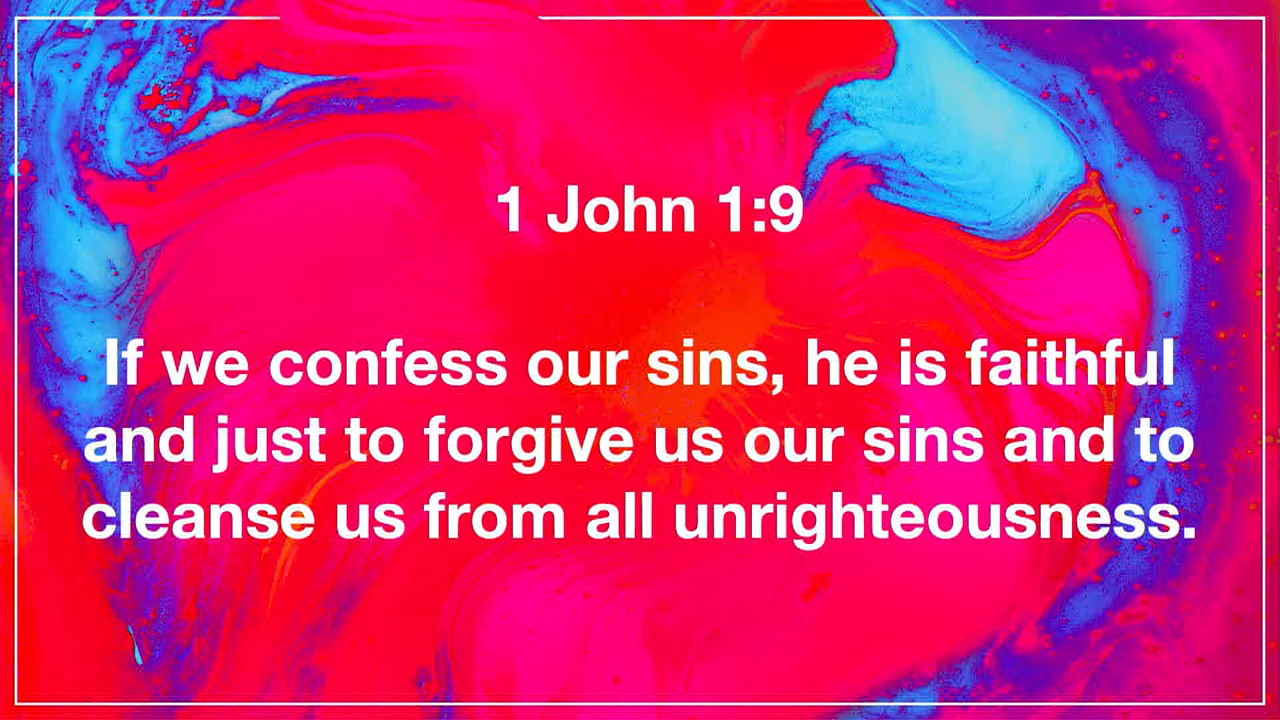 1 John 1:9
If we confess our sins, he is faithful
and just to forgive us our sins and to
cleanse us from all unrighteousness.